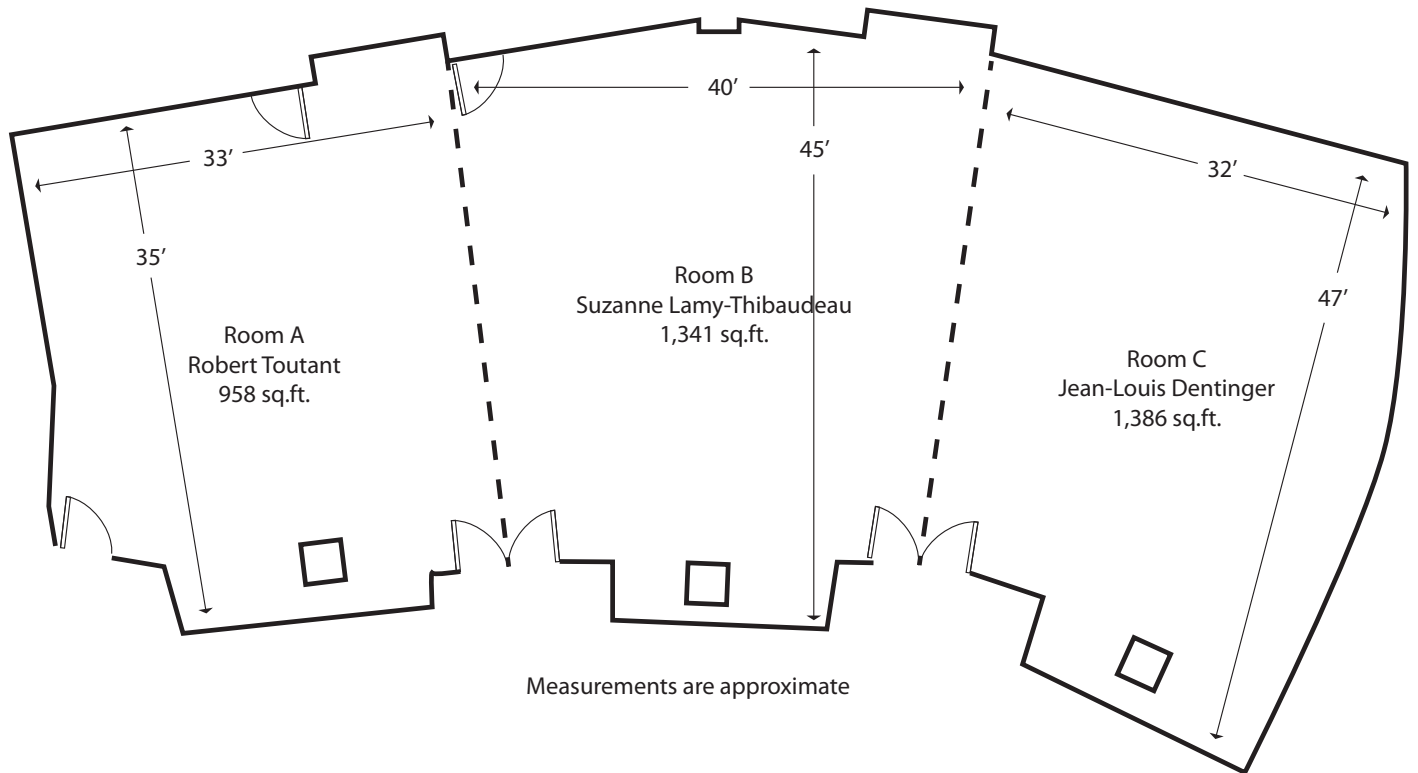 40’
45’
33’
32’
35’
47’
Room A
Robert Toutant
958 sq.ft.
Room B
Suzanne Lamy-Thibaudeau
1,341 sq.ft.
Room C
Jean-Louis Dentinger
1,386 sq.ft.
Measurements are approximate